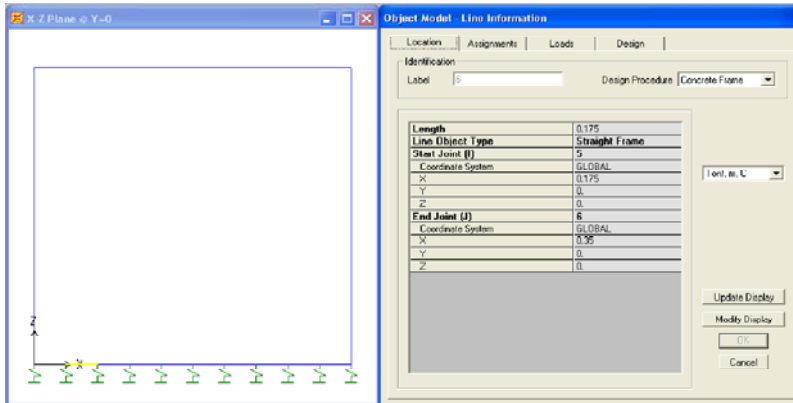 X-Z Plane @ Y=0
Z
X
Object Model - Line Information
Location Assignments Loads Design
Identification
Label 5 Design Procedure Concrete Frame
Length 0.175
Line Object Type Straight Frame
Start Joint (I) 5
Coordinate System GLOBAL
X 0.175
Y 0.
Z 0.
End Joint (J) 6
Coordinate System GLOBAL
X 0.35
Y 0.
Z 0.
Tonf, m, C
Update Display
Modify Display
OK
Cancel